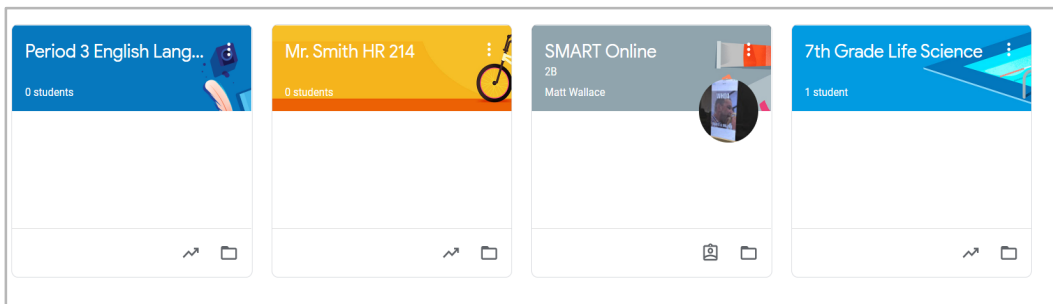 Period 3 English Lang...
0 students
Mr. Smith HR 214
0 students
SMART Online
2B
Matt Wallace
7th Grade Life Science
1 student